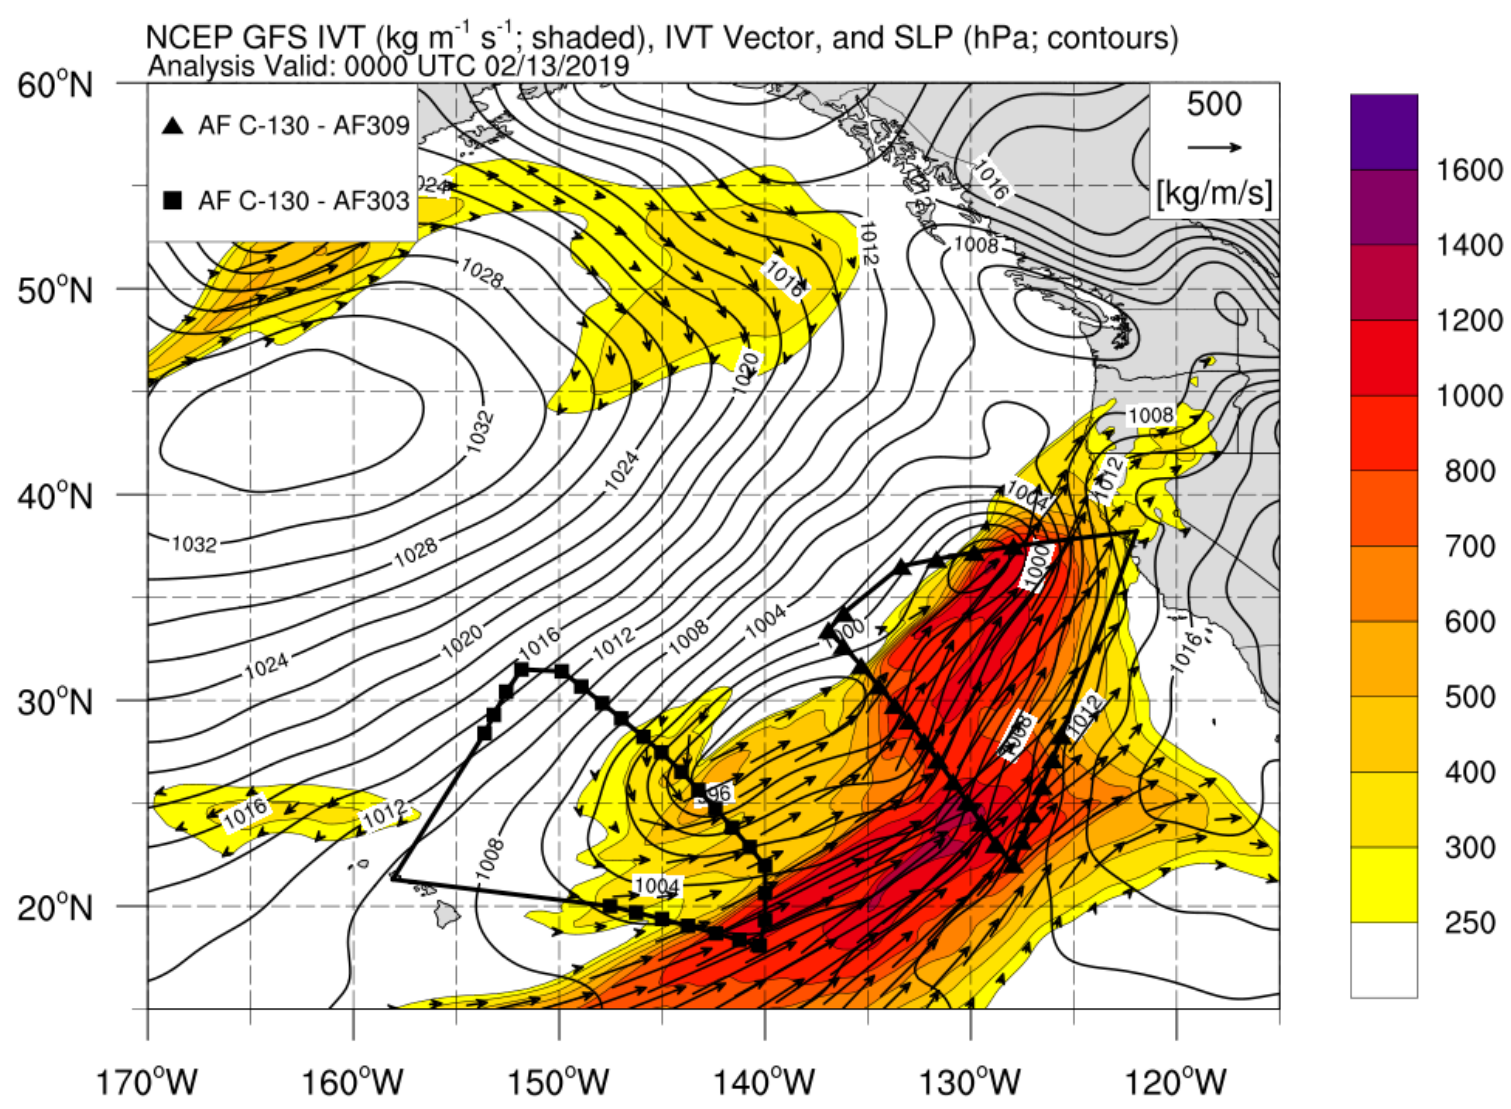 NCEP GFS IVT (kg m⁻¹ s⁻¹; shaded), IVT Vector, and SLP (hPa; contours)
Analysis Valid: 0000 UTC 02/13/2019
60°N
50°N
40°N
30°N
20°N
AF C-130 - AF309
AF C-130 - AF303
500
[kg/m/s]
024
1016
1012
1008
1028
1016
1020
1032
1008
1024
1012
1004
1032
1028
1000
1004
1000
1020
1016
1012
1008
1024
1016
1012
1008
996
1016
1012
1008
1004
170°W
160°W
150°W
140°W
130°W
120°W
1600
1400
1200
1000
800
700
600
500
400
300
250